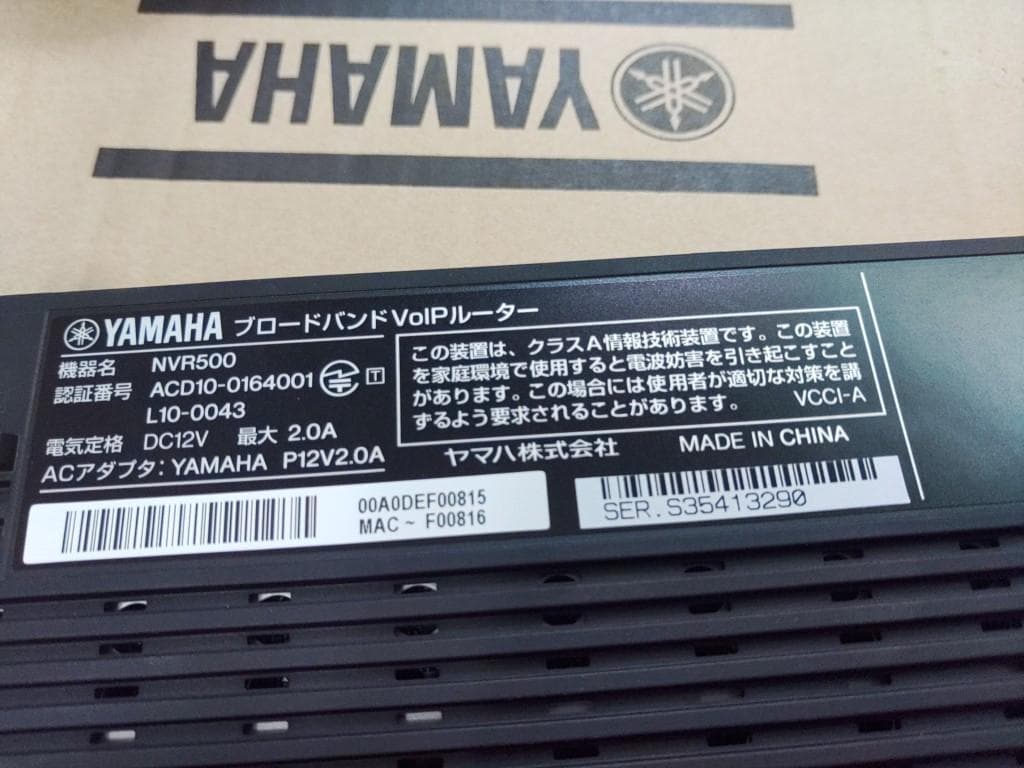 YAMAHA
YAMAHA ブロードバンドVoIPルーター
機器名 NVR500
認証番号 ACD10-0164001 T
L10-0043
電気定格 DC12V 最大 2.0A
ACアダプタ: YAMAHA P12V2.0A
この装置は、クラスA情報技術装置です。この装置
を家庭環境で使用すると電波妨害を引き起こすこと
があります。この場合には使用者が適切な対策を講
ずるよう要求されることがあります。 VCCI-A
ヤマハ株式会社 MADE IN CHINA
00A0DEF00815
MAC ~ F00816
SER.S35413290